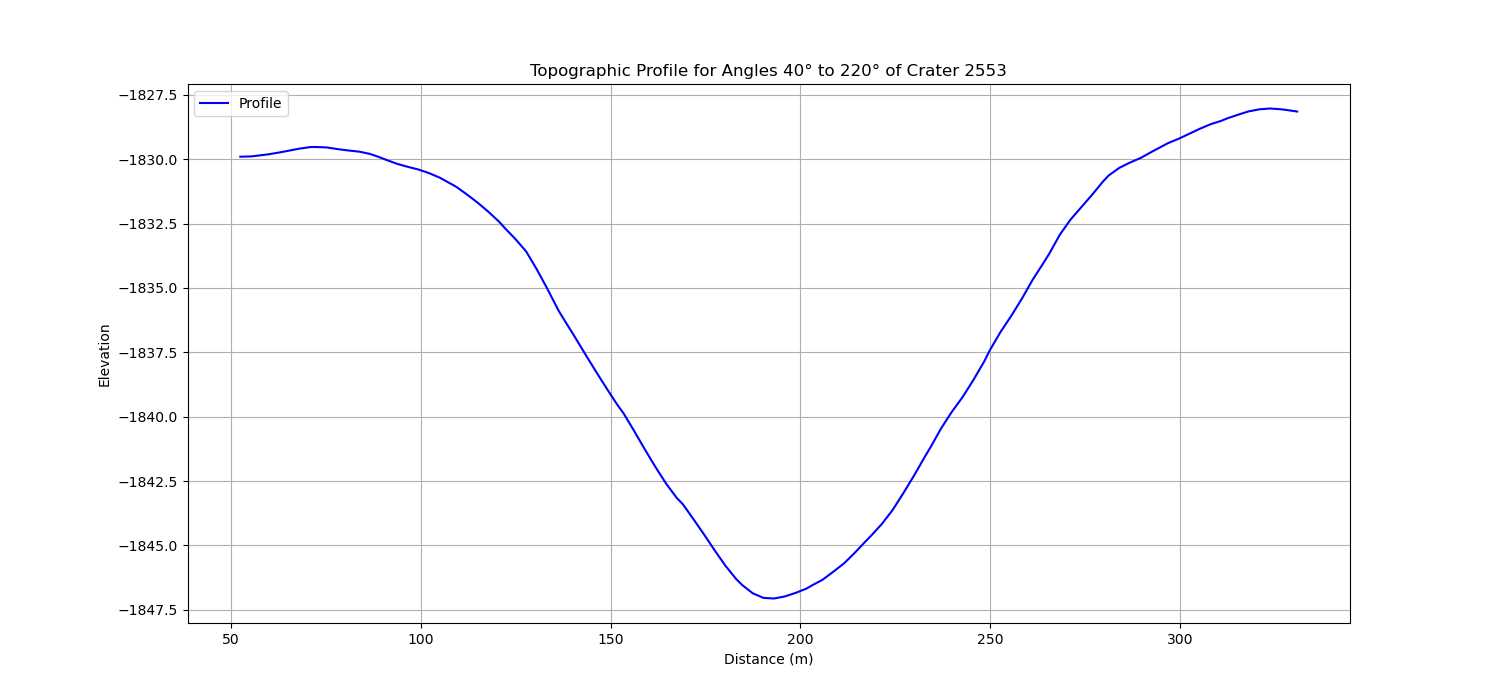 Topographic Profile for Angles 40° to 220° of Crater 2553
Profile
−1827.5
−1830.0
−1832.5
−1835.0
−1837.5
−1840.0
−1842.5
−1845.0
−1847.5
Elevation
50 100 150 200 250 300
Distance (m)